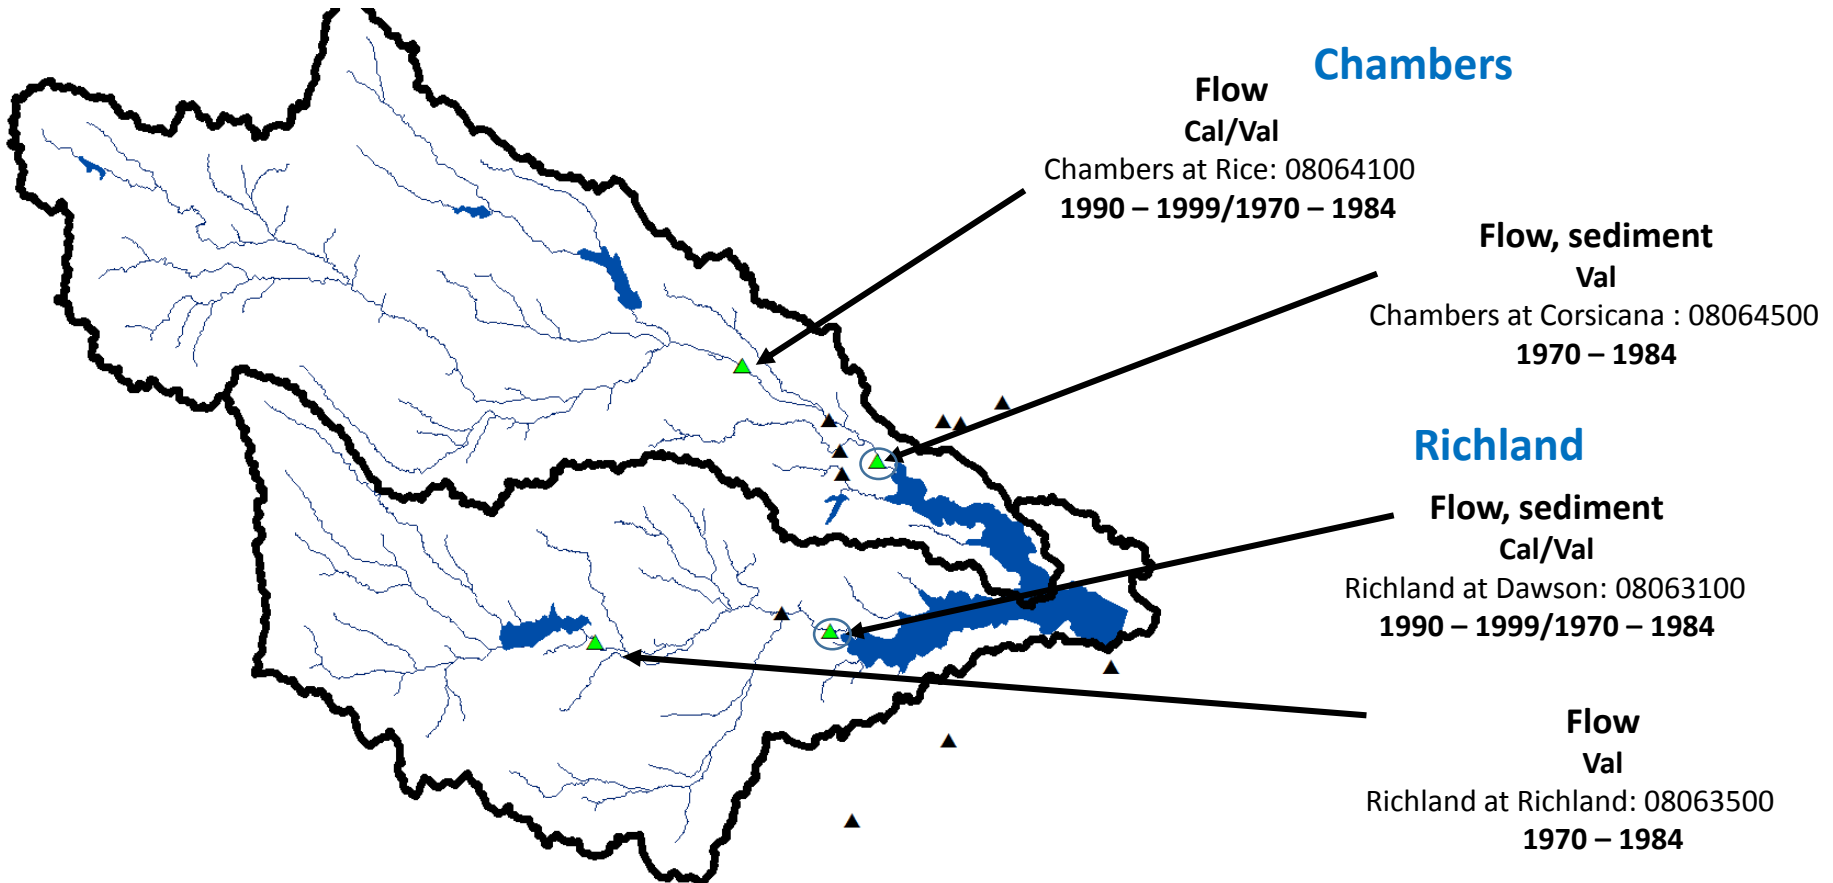 Chambers
Flow
Cal/Val
Chambers at Rice: 08064100
1990 – 1999/1970 – 1984
Flow, sediment
Val
Chambers at Corsicana : 08064500
1970 – 1984
Richland
Flow, sediment
Cal/Val
Richland at Dawson: 08063100
1990 – 1999/1970 – 1984
Flow
Val
Richland at Richland: 08063500
1970 – 1984